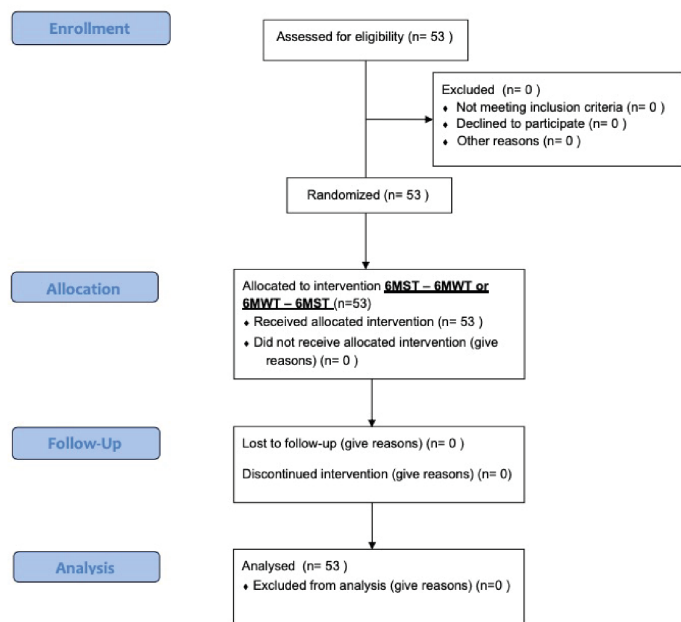 Enrollment
Assessed for eligibility (n= 53 )
Excluded (n= 0 )
♦ Not meeting inclusion criteria (n= 0 )
♦ Declined to participate (n= 0 )
♦ Other reasons (n= 0 )
Randomized (n= 53 )
Allocation
Allocated to intervention 6MST – 6MWT or
6MWT – 6MST (n=53)
♦ Received allocated intervention (n= 53 )
♦ Did not receive allocated intervention (give
reasons) (n= 0 )
Follow-Up
Lost to follow-up (give reasons) (n= 0 )
Discontinued intervention (give reasons) (n= 0)
Analysis
Analysed (n= 53 )
♦ Excluded from analysis (give reasons) (n=0 )